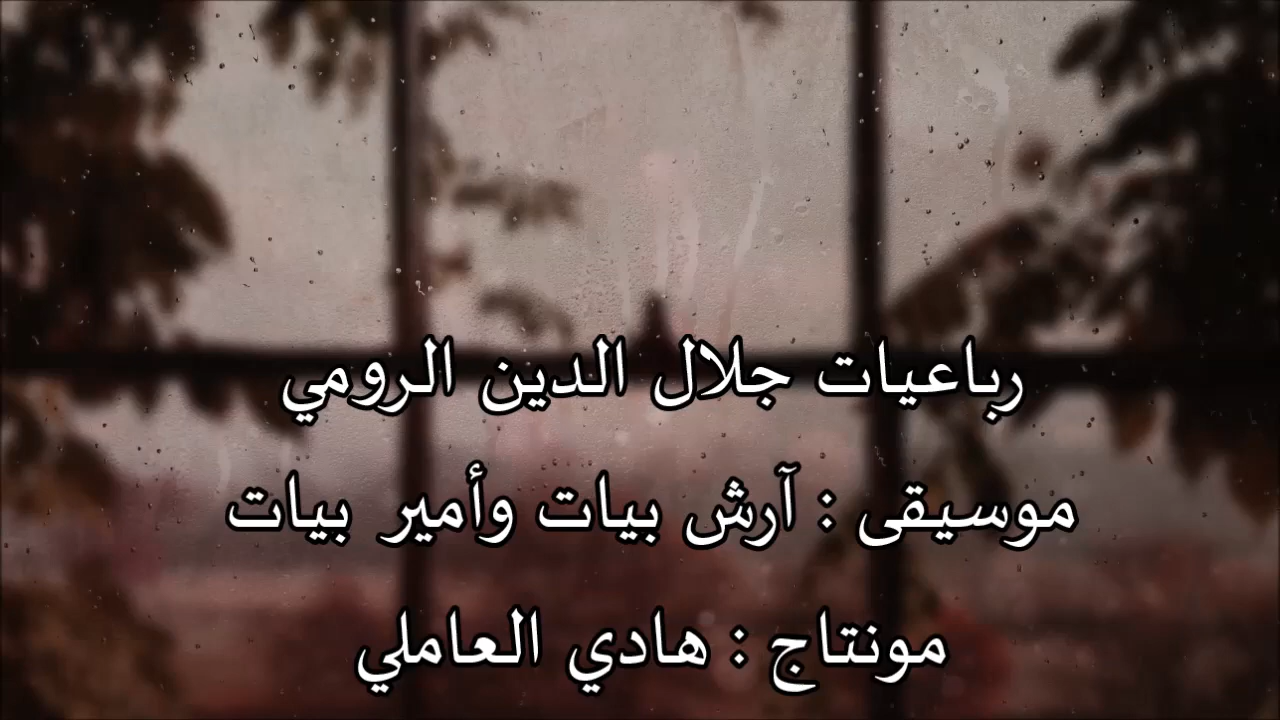 رباعيات جلال الدين الرومي
موسيقى : آرش بيات وأمير بيات
مونتاج : هادي العاملي